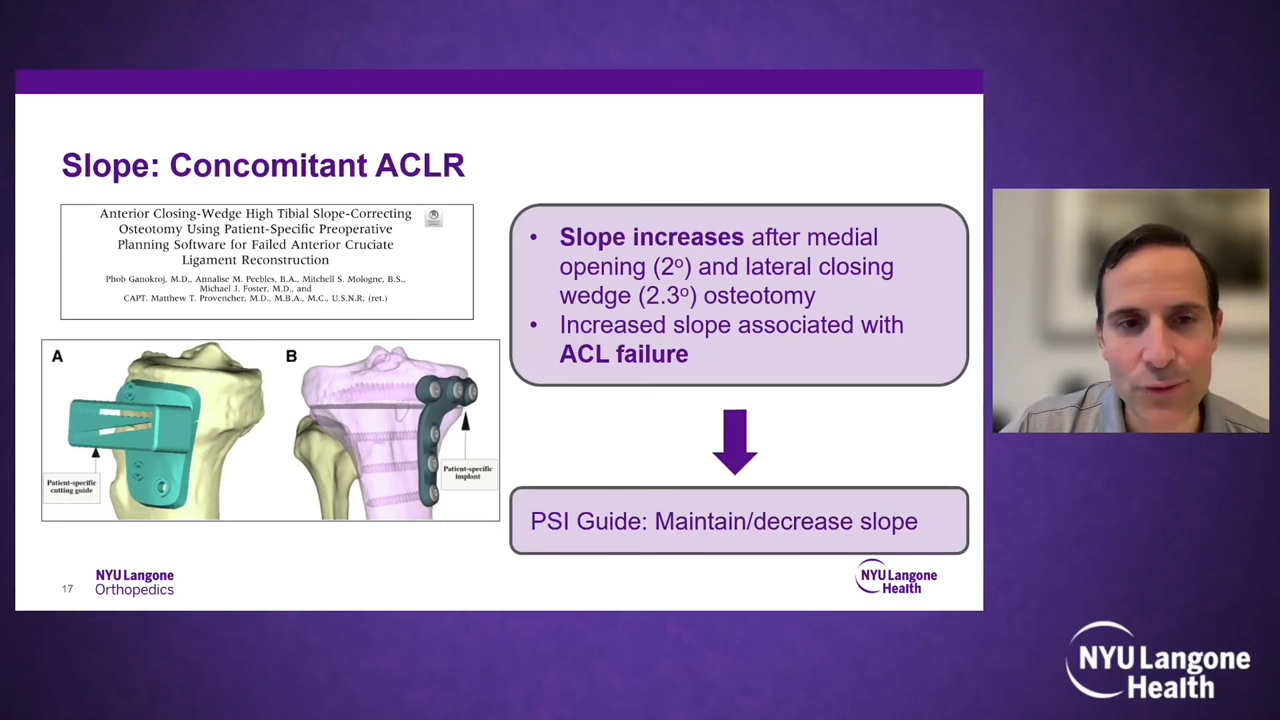 Slope: Concomitant ACLR
Anterior Closing-Wedge High Tibial Slope-Correcting
Osteotomy Using Patient-Specific Preoperative
Planning Software for Failed Anterior Cruciate
Ligament Reconstruction
Phob Ganokroj, M.D., Annalise M. Peebles, B.A., Mitchell S. Mologne, B.S.,
Michael J. Foster, M.D., and
CAPT. Matthew T. Provencher, M.D., M.B.A., M.C., U.S.N.R. (ret.)
A
B
Patient-specific
cutting guide
Patient-specific
implant
• Slope increases after medial
opening (2º) and lateral closing
wedge (2.3º) osteotomy
• Increased slope associated with
ACL failure
PSI Guide: Maintain/decrease slope
17
NYU Langone
Orthopedics
NYU Langone
Health
NYU Langone
Health